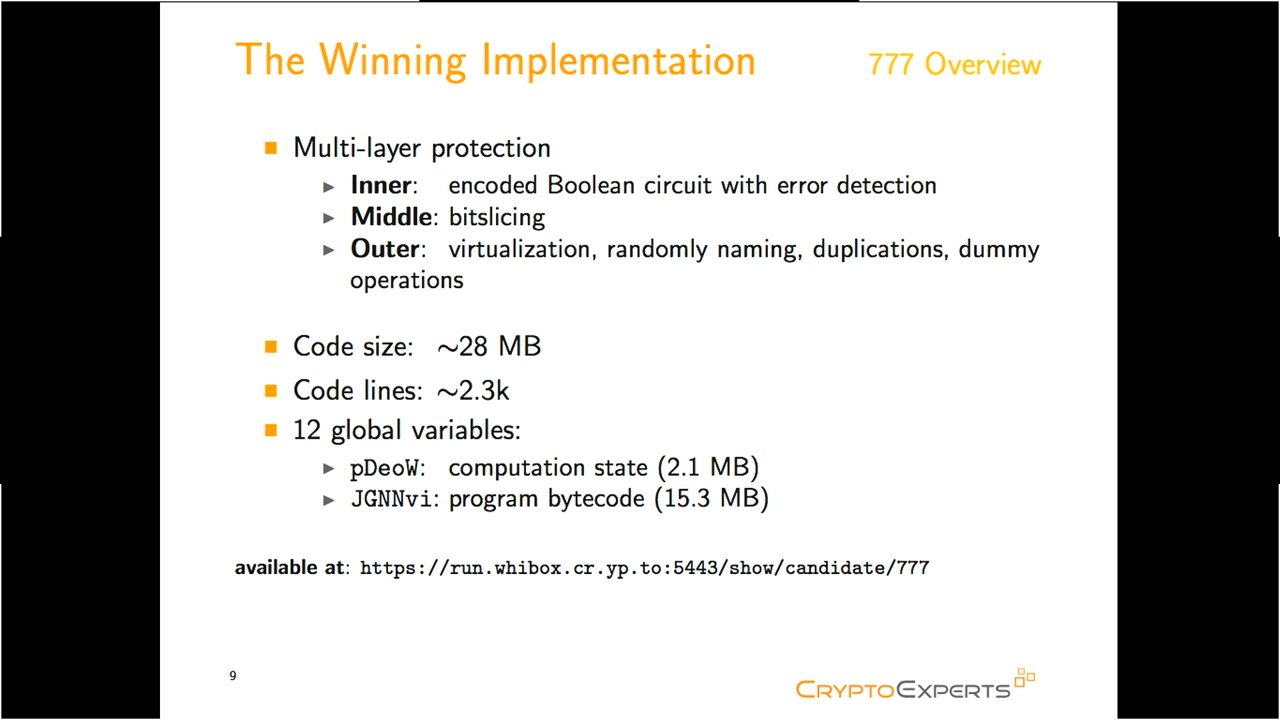 The Winning Implementation 777 Overview
■ Multi-layer protection
▶ Inner: encoded Boolean circuit with error detection
▶ Middle: bitslicing
▶ Outer: virtualization, randomly naming, duplications, dummy
operations
■ Code size: ~28 MB
■ Code lines: ~2.3k
■ 12 global variables:
▶ pDeoW: computation state (2.1 MB)
▶ JGNNvi: program bytecode (15.3 MB)
available at: https://run.whibox.cr.yp.to:5443/show/candidate/777
9
CRYPTOEXPERTS